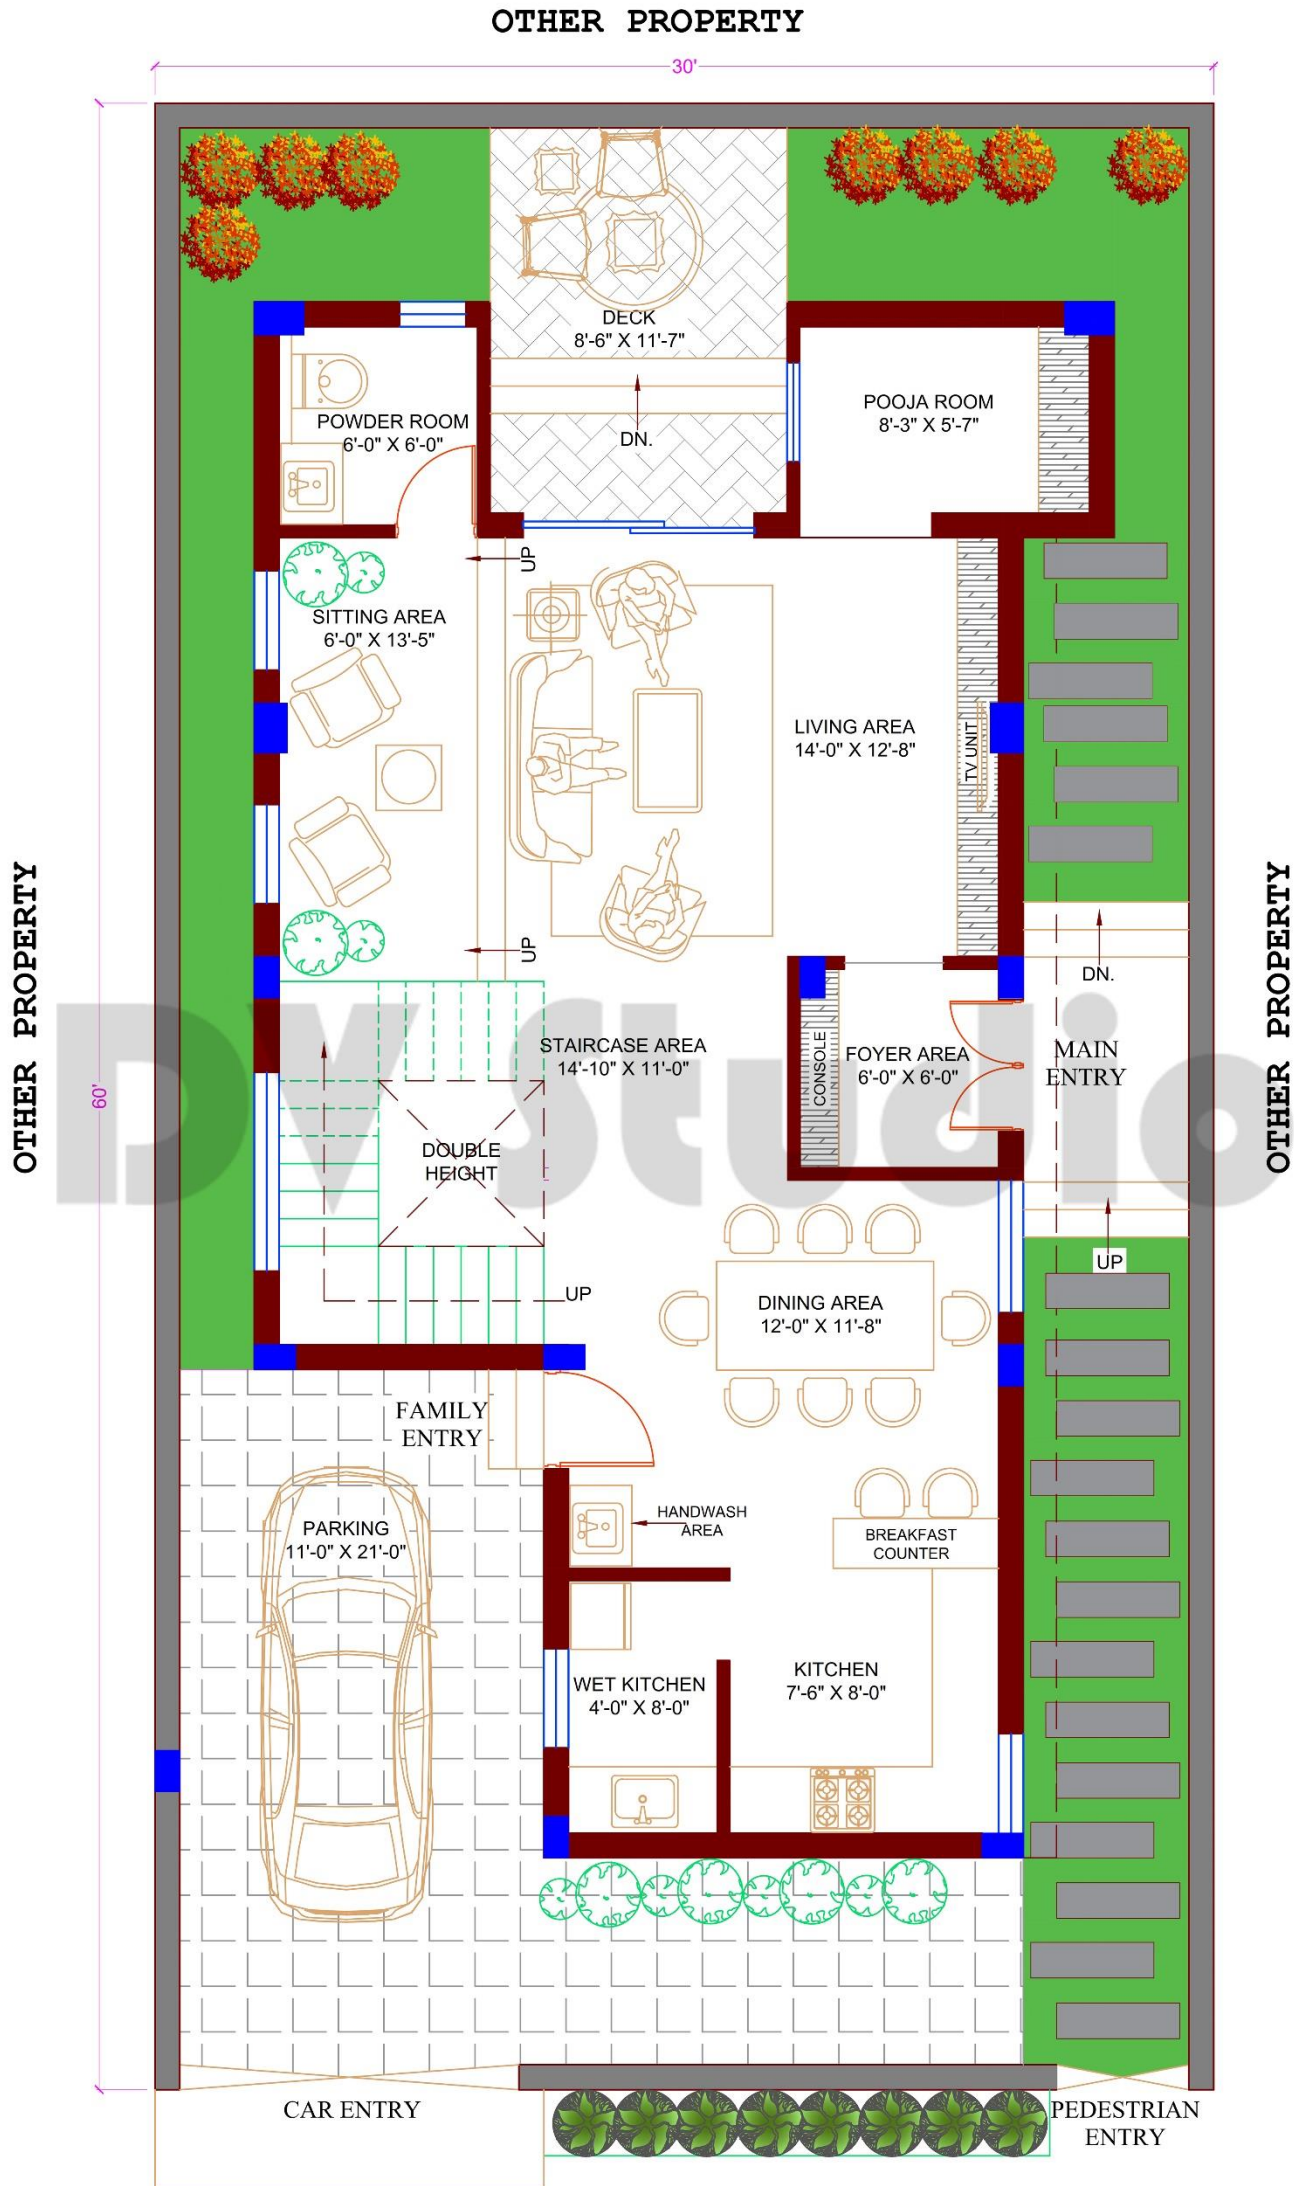 OTHER PROPERTY
30'
DECK
8'-6" X 11'-7"
DN.
POWDER ROOM
6'-0" X 6'-0"
POOJA ROOM
8'-3" X 5'-7"
UP
SITTING AREA
6'-0" X 13'-5"
LIVING AREA
14'-0" X 12'-8"
TV UNIT
UP
OTHER PROPERTY
60'
OTHER PROPERTY
DN.
DV Studio
STAIRCASE AREA
14'-10" X 11'-0"
CONSOLE
FOYER AREA
6'-0" X 6'-0"
MAIN
ENTRY
DOUBLE
HEIGHT
UP
UP
DINING AREA
12'-0" X 11'-8"
FAMILY
ENTRY
PARKING
11'-0" X 21'-0"
HANDWASH
AREA
BREAKFAST
COUNTER
WET KITCHEN
4'-0" X 8'-0"
KITCHEN
7'-6" X 8'-0"
CAR ENTRY
PEDESTRIAN
ENTRY